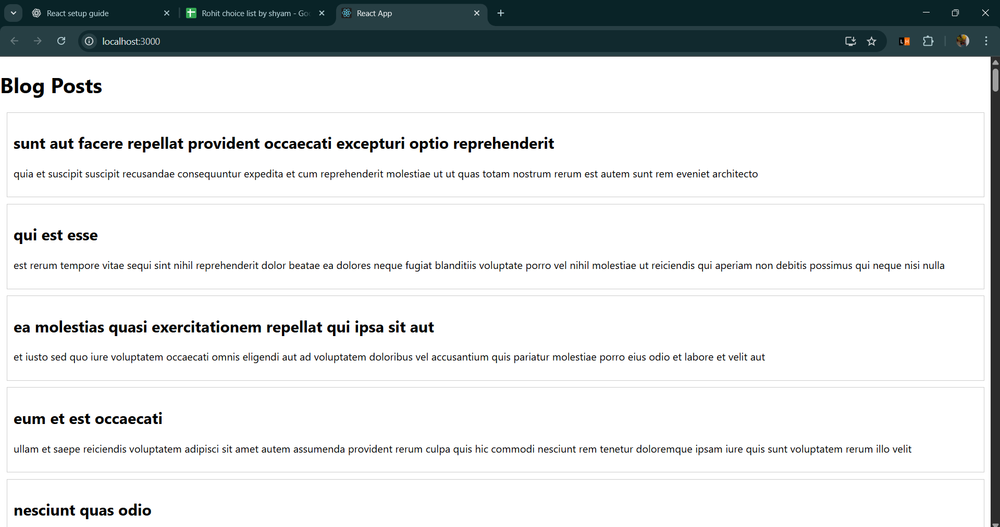 React setup guide
Rohit choice list by shyam - Goo
React App
localhost:3000
LH
Blog Posts
sunt aut facere repellat provident occaecati excepturi optio reprehenderit
quia et suscipit suscipit recusandae consequuntur expedita et cum reprehenderit molestiae ut ut quas totam nostrum rerum est autem sunt rem eveniet architecto
qui est esse
est rerum tempore vitae sequi sint nihil reprehenderit dolor beatae ea dolores neque fugiat blanditiis voluptate porro vel nihil molestiae ut reiciendis qui aperiam non debitis possimus qui neque nisi nulla
ea molestias quasi exercitationem repellat qui ipsa sit aut
et iusto sed quo iure voluptatem occaecati omnis eligendi aut ad voluptatem doloribus vel accusantium quis pariatur molestiae porro eius odio et labore et velit aut
eum et est occaecati
ullam et saepe reiciendis voluptatem adipisci sit amet autem assumenda provident rerum culpa quis hic commodi nesciunt rem tenetur doloremque ipsam iure quis sunt voluptatem rerum illo velit
nesciunt quas odio